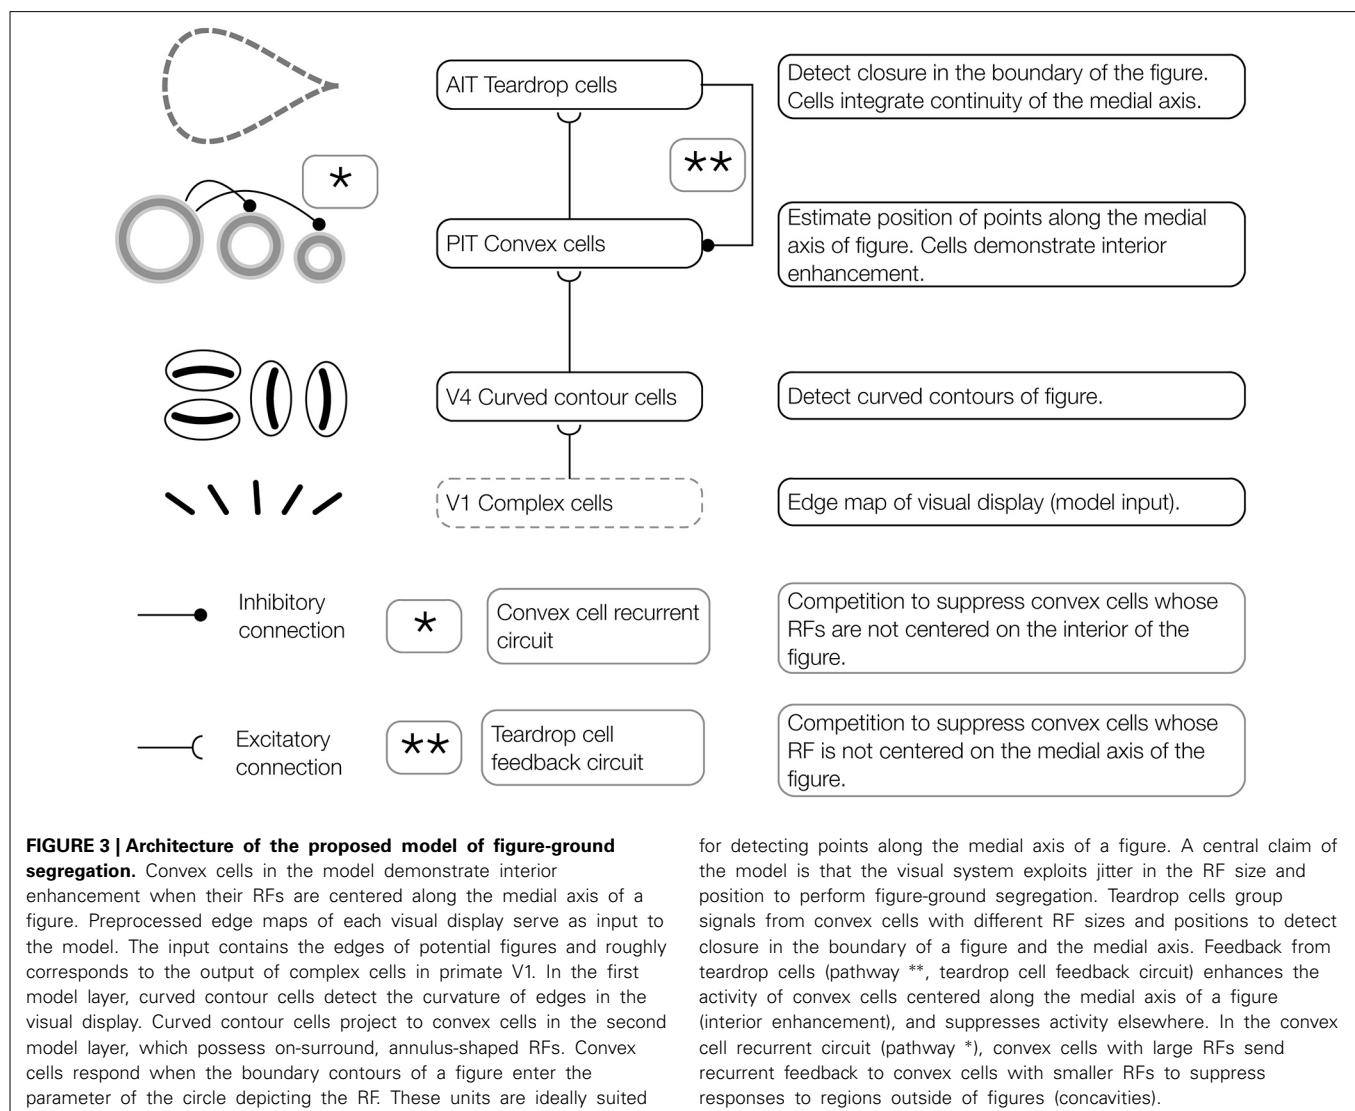 AIT Teardrop cells
Detect closure in the boundary of the figure.
Cells integrate continuity of the medial axis.
*
**
PIT Convex cells
Estimate position of points along the medial
axis of figure. Cells demonstrate interior
enhancement.
V4 Curved contour cells
Detect curved contours of figure.
V1 Complex cells
Edge map of visual display (model input).
Inhibitory
connection
*
Convex cell recurrent
circuit
Competition to suppress convex cells whose
RFs are not centered on the interior of the
figure.
Excitatory
connection
**
Teardrop cell
feedback circuit
Competition to suppress convex cells whose
RF is not centered on the medial axis of the
figure.
FIGURE 3 | Architecture of the proposed model of figure-ground
segregation. Convex cells in the model demonstrate interior
enhancement when their RFs are centered along the medial axis of a
figure. Preprocessed edge maps of each visual display serve as input to
the model. The input contains the edges of potential figures and roughly
corresponds to the output of complex cells in primate V1. In the first
model layer, curved contour cells detect the curvature of edges in the
visual display. Curved contour cells project to convex cells in the second
model layer, which possess on-surround, annulus-shaped RFs. Convex
cells respond when the boundary contours of a figure enter the
parameter of the circle depicting the RF. These units are ideally suited
for detecting points along the medial axis of a figure. A central claim of
the model is that the visual system exploits jitter in the RF size and
position to perform figure-ground segregation. Teardrop cells group
signals from convex cells with different RF sizes and positions to detect
closure in the boundary of a figure and the medial axis. Feedback from
teardrop cells (pathway **, teardrop cell feedback circuit) enhances the
activity of convex cells centered along the medial axis of a figure
(interior enhancement), and suppresses activity elsewhere. In the convex
cell recurrent circuit (pathway *), convex cells with large RFs send
recurrent feedback to convex cells with smaller RFs to suppress
responses to regions outside of figures (concavities).